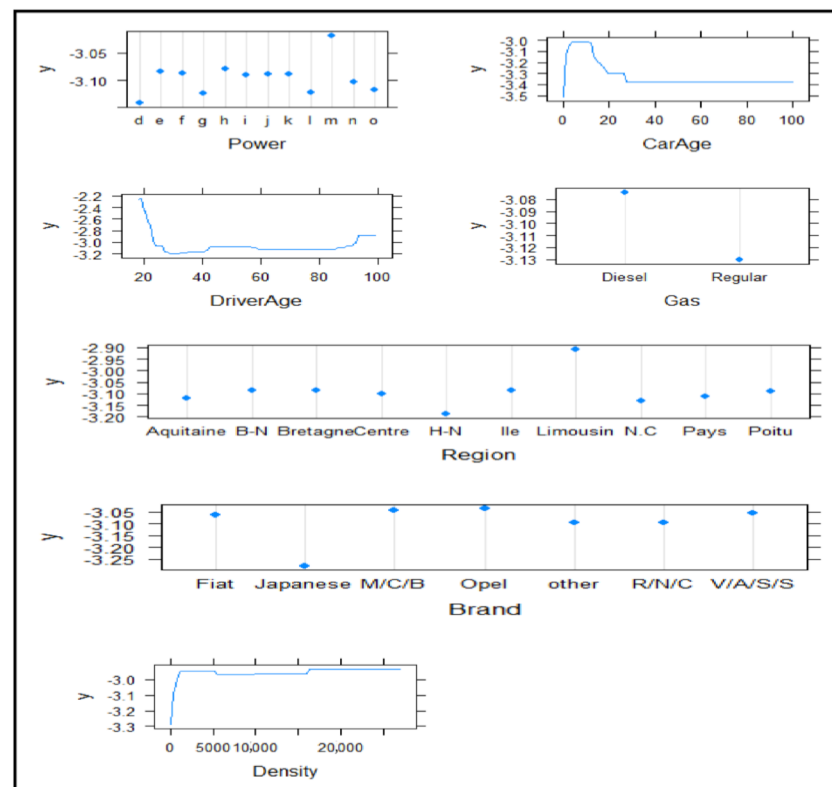 y
-3.05
-3.10
d e f g h i j k l m n o
Power
y
-3.0
-3.1
-3.2
-3.3
-3.4
-3.5
0 20 40 60 80 100
CarAge
y
-2.2
-2.4
-2.6
-2.8
-3.0
-3.2
20 40 60 80 100
DriverAge
y
-3.08
-3.09
-3.10
-3.11
-3.12
-3.13
Diesel Regular
Gas
y
-2.90
-2.95
-3.00
-3.05
-3.10
-3.15
-3.20
Aquitaine B-N Bretagne Centre H-N Ile Limousin N.C Pays Poitu
Region
y
-3.05
-3.10
-3.15
-3.20
-3.25
Fiat Japanese M/C/B Opel other R/N/C V/A/S/S
Brand
y
-3.0
-3.1
-3.2
-3.3
0 5000 10,000 20,000
Density